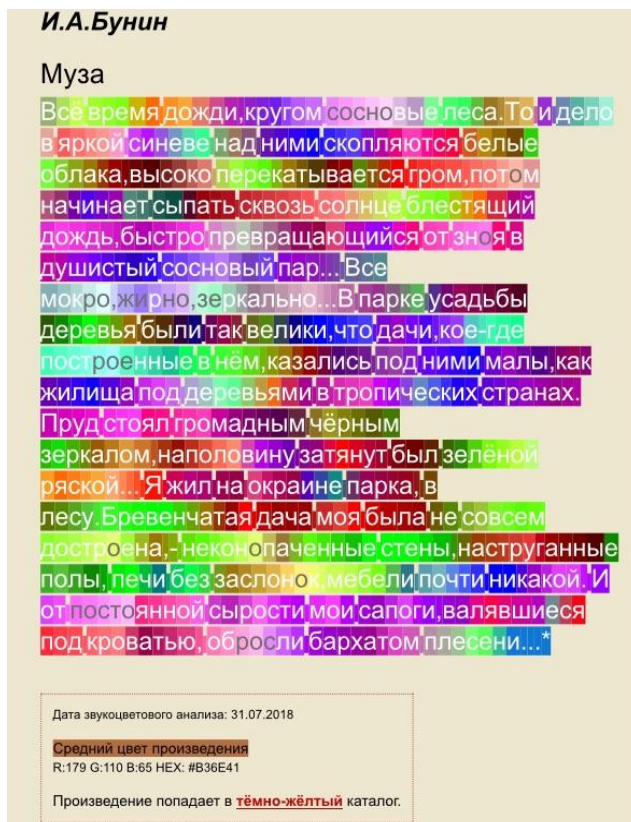 И.А.Бунин
Муза
Всё время дожди,кругом сосновые леса.То и дело
в яркой синеве над ними скопляются белые
облака,высоко перекатывается гром,потом
начинает сыпать сквозь солнце блестящий
дождь,быстро превращающийся от зноя в
душистый сосновый пар...Все
мокро,жирно,зеркально...В парке усадьбы
деревья были так велики,что дачи,кое-где
построенные в нём,казались под ними малы,как
жилища под деревьями в тропических странах.
Пруд стоял громадным чёрным
зеркалом,наполовину затянут был зелёной
ряской... Я жил на окраине парка, в
лесу.Бревенчатая дача моя была не совсем
достроена,- неконопаченные стены,наструганные
полы, печи без заслонок,мебели почти никакой. И
от постоянной сырости мои сапоги,валявшиеся
под кроватью, обросли бархатом плесени...*
Дата звукоцветового анализа: 31.07.2018
Средний цвет произведения
R:179 G:110 B:65 HEX: #B36E41
Произведение попадает в тёмно-жёлтый каталог.